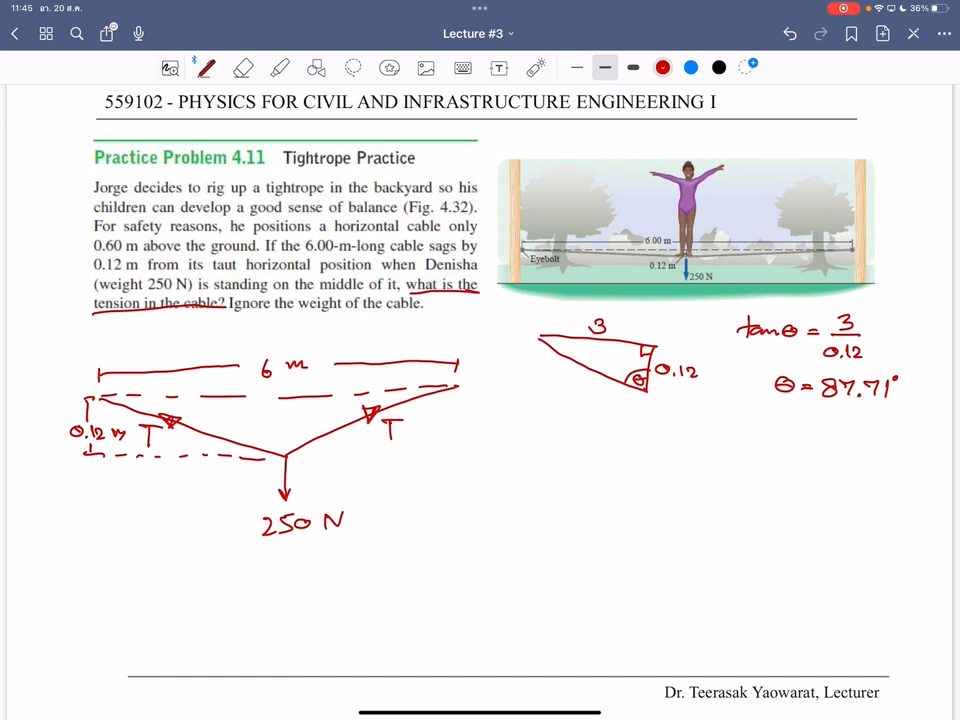 11:45 อา. 20 ส.ค.
36%
Lecture #3
559102 - PHYSICS FOR CIVIL AND INFRASTRUCTURE ENGINEERING I
Practice Problem 4.11 Tightrope Practice
Jorge decides to rig up a tightrope in the backyard so his
children can develop a good sense of balance (Fig. 4.32).
For safety reasons, he positions a horizontal cable only
0.60 m above the ground. If the 6.00-m-long cable sags by
0.12 m from its taut horizontal position when Denisha
(weight 250 N) is standing on the middle of it, what is the
tension in the cable? Ignore the weight of the cable.
6.00 m
Eyebolt
0.12 m
250 N
3
0.12
θ
tanθ = 3
0.12
θ = 87.71°
6 m
0.12 m
T
T
250 N
Dr. Teerasak Yaowarat, Lecturer